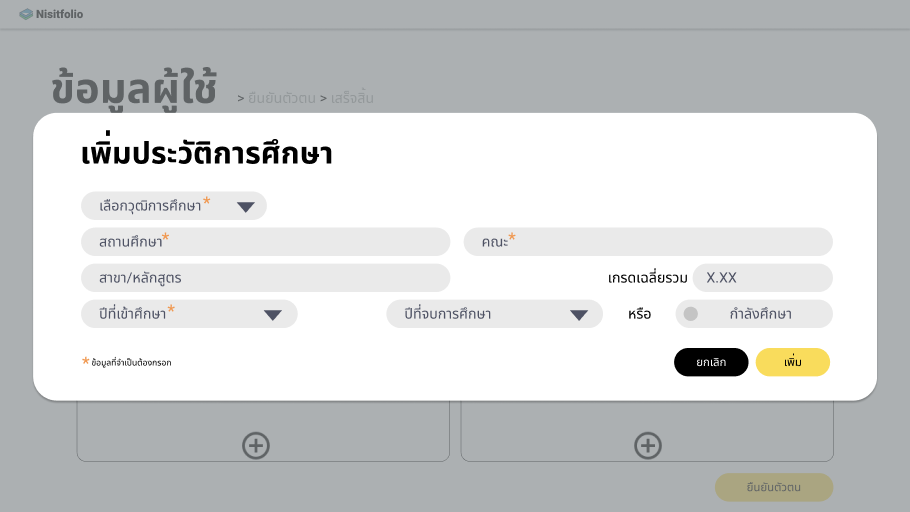 Nisitfolio
ข้อมูลผู้ใช้ > ยืนยันตัวตน > เสร็จสิ้น
เพิ่มประวัติการศึกษา
เลือกวุฒิการศึกษา*
สถานศึกษา* คณะ*
สาขา/หลักสูตร เกรดเฉลี่ยรวม X.XX
ปีที่เข้าศึกษา* ปีที่จบการศึกษา หรือ กำลังศึกษา
* ข้อมูลที่จำเป็นต้องกรอก ยกเลิก เพิ่ม
ยืนยันตัวตน